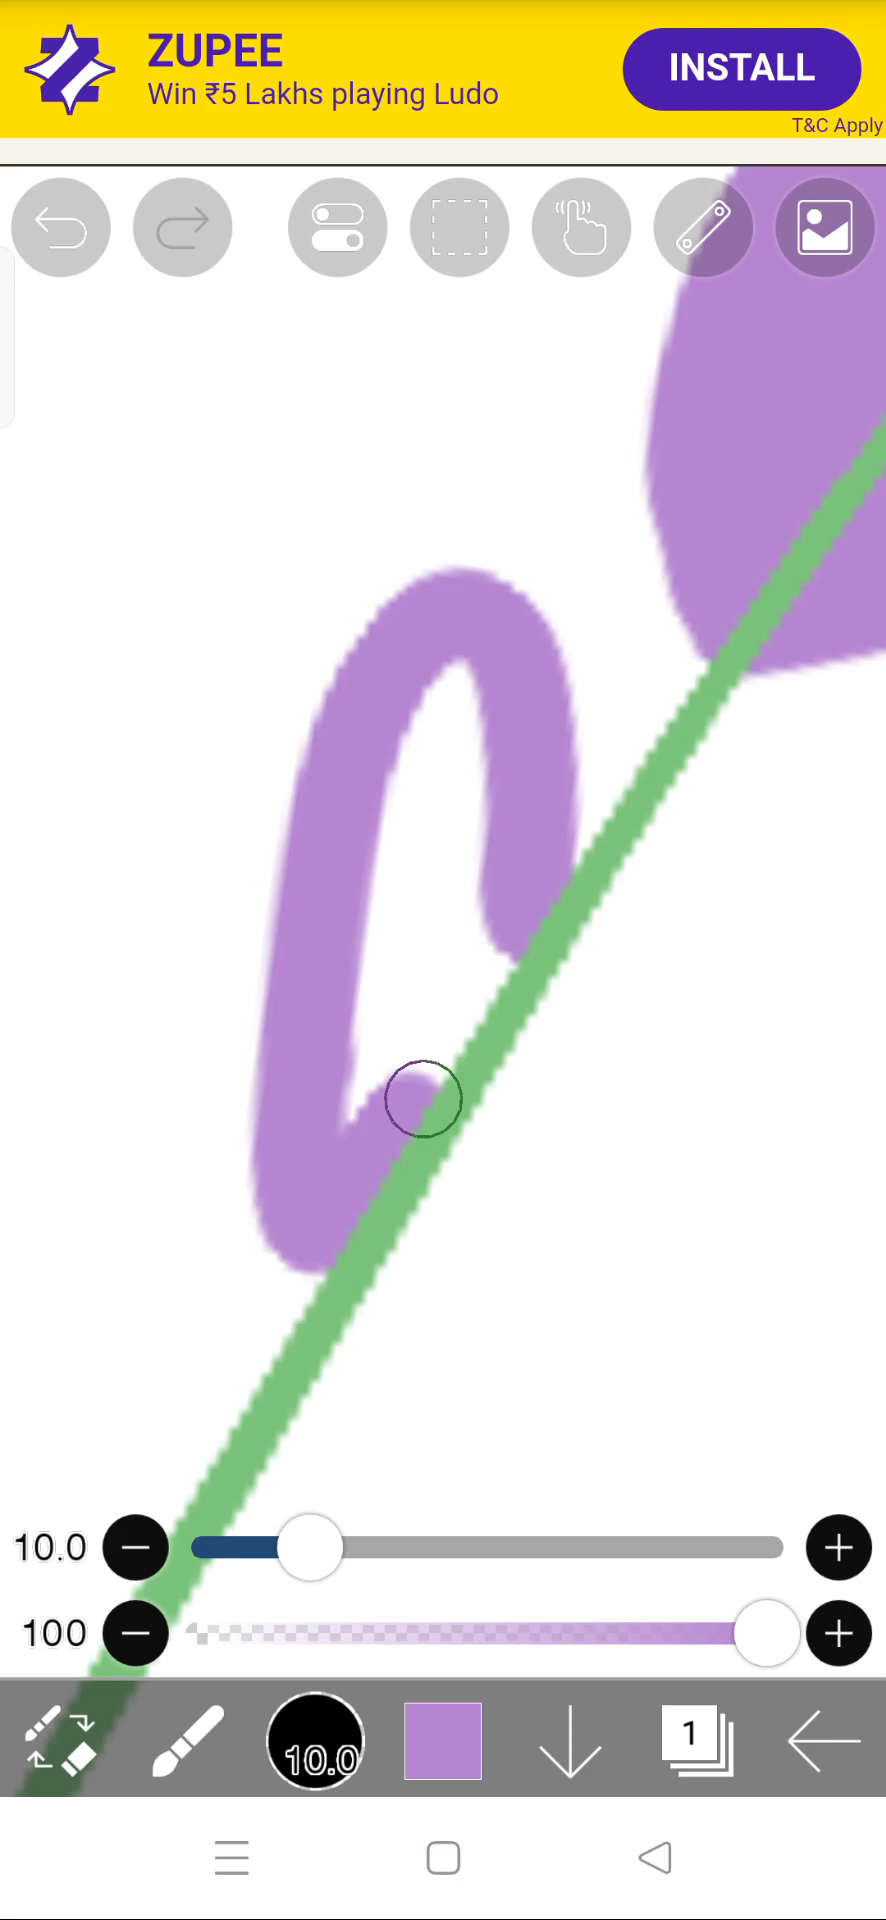 ZUPEE
Win ₹5 Lakhs playing Ludo
INSTALL
T&C Apply
10.0
100
10.0
1